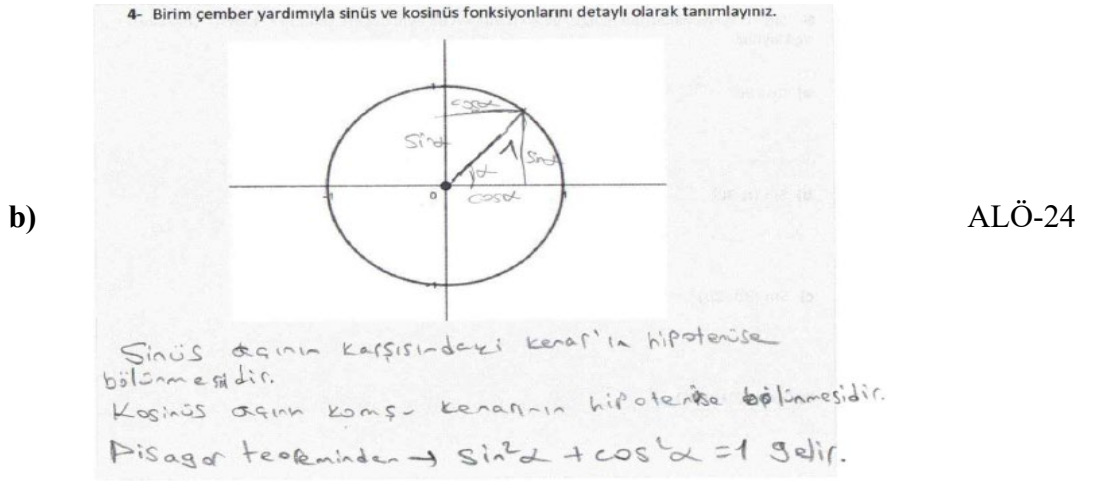 4- Birim çember yardımıyla sinüs ve kosinüs fonksiyonlarını detaylı olarak tanımlayınız.
cosα
sinα
1
sinα
α
0
cosα
-1
1
b)
ALÖ-24
Sinüs açının karşısındaki kenar'ın hipotenüse
bölünmesidir.
Kosinüs açının komşu kenarının hipotenüse bölünmesidir.
Pisagor teoreminden → sin²α + cos²α = 1 gelir.